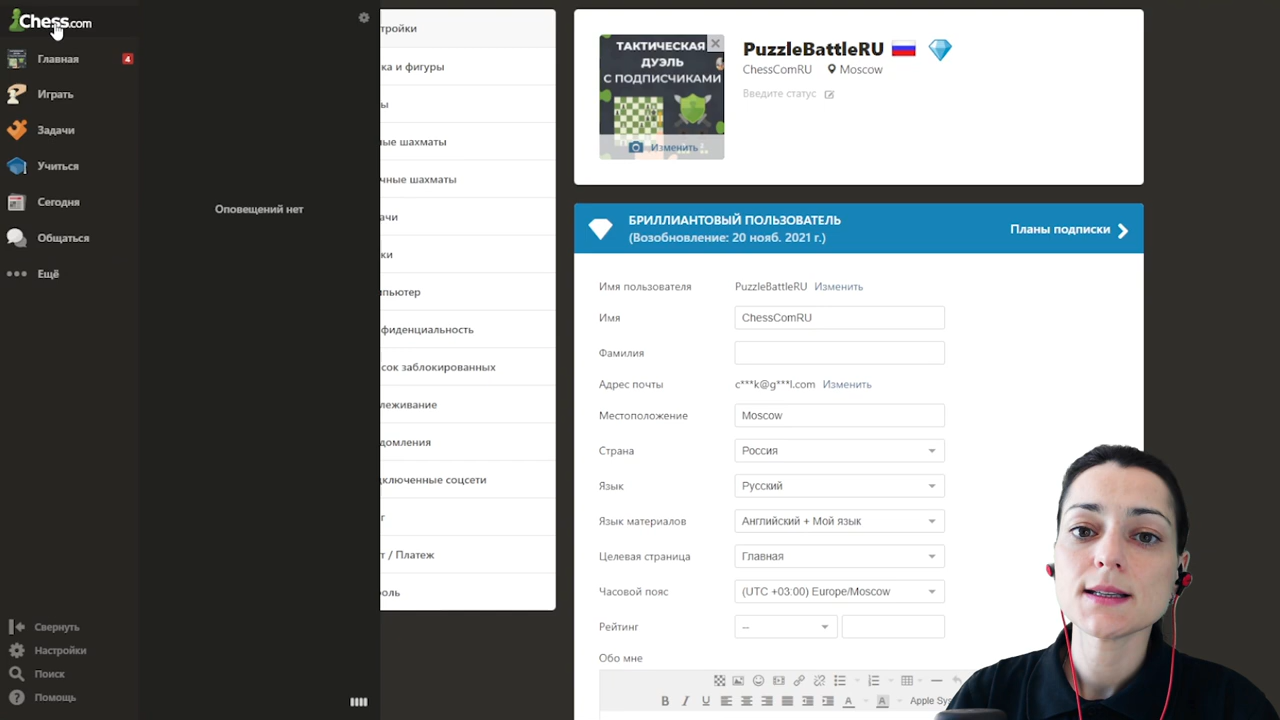 Chess.com
Главная
4
Играть
Задачи
Учиться
Сегодня
Общаться
Ещё
Свернуть
Настройки
Поиск
Помощь
Оповещений нет
тройки
ка и фигуры
ы
ые шахматы
чные шахматы
ачи
ки
пьютер
фиденциальность
сок заблокированных
леживание
домления
дключенные соцсети
г
т / Платеж
роль
ТАКТИЧЕСКАЯ
ДУЭЛЬ
С ПОДПИСЧИКАМИ
Изменить
PuzzleBattleRU
ChessComRU Moscow
Введите статус
БРИЛЛИАНТОВЫЙ ПОЛЬЗОВАТЕЛЬ
(Возобновление: 20 нояб. 2021 г.)
Планы подписки
Имя пользователя PuzzleBattleRU Изменить
Имя ChessComRU
Фамилия
Адрес почты c***k@g***l.com Изменить
Местоположение Moscow
Страна Россия
Язык Русский
Язык материалов Английский + Мой язык
Целевая страница Главная
Часовой пояс (UTC +03:00) Europe/Moscow
Рейтинг --
Обо мне
B I U A A Apple Sy